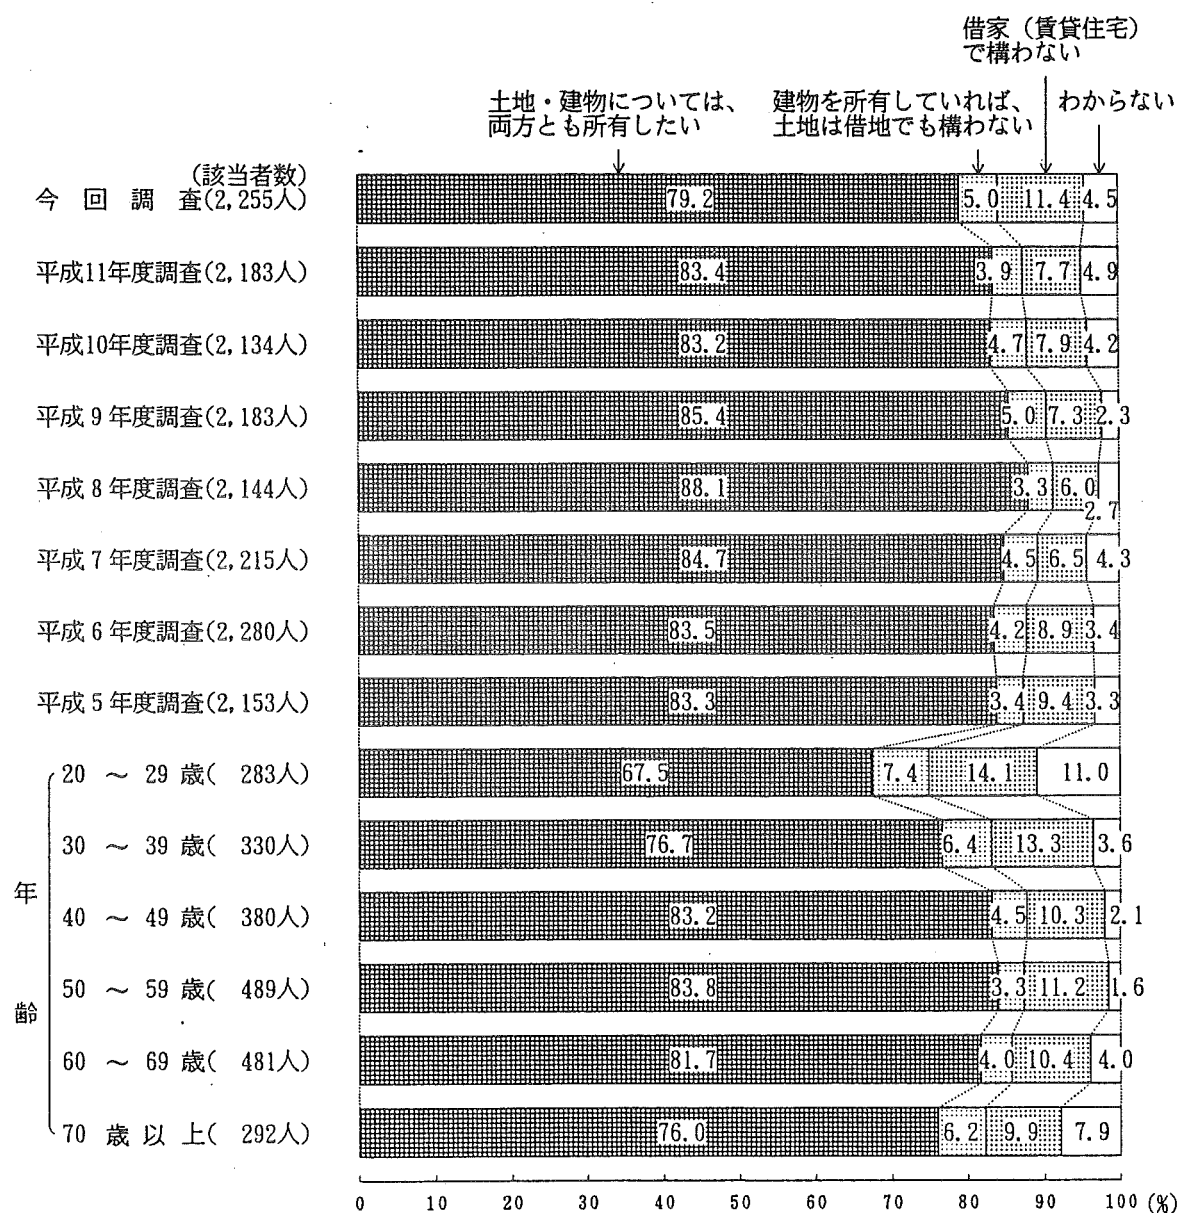 借家(賃貸住宅)
で構わない
土地・建物については、
両方とも所有したい
建物を所有していれば、
土地は借地でも構わない
わからない
(該当者数)
今回調査(2,255人) 79.2 5.0 11.4 4.5
平成11年度調査(2,183人) 83.4 3.9 7.7 4.9
平成10年度調査(2,134人) 83.2 4.7 7.9 4.2
平成9年度調査(2,183人) 85.4 5.0 7.3 2.3
平成8年度調査(2,144人) 88.1 3.3 6.0 2.7
平成7年度調査(2,215人) 84.7 4.5 6.5 4.3
平成6年度調査(2,280人) 83.5 4.2 8.9 3.4
平成5年度調査(2,153人) 83.3 3.4 9.4 3.3
年齢
20 ～ 29 歳( 283人) 67.5 7.4 14.1 11.0
30 ～ 39 歳( 330人) 76.7 6.4 13.3 3.6
40 ～ 49 歳( 380人) 83.2 4.5 10.3 2.1
50 ～ 59 歳( 489人) 83.8 3.3 11.2 1.6
60 ～ 69 歳( 481人) 81.7 4.0 10.4 4.0
70 歳以上( 292人) 76.0 6.2 9.9 7.9
0 10 20 30 40 50 60 70 80 90 100 (%)